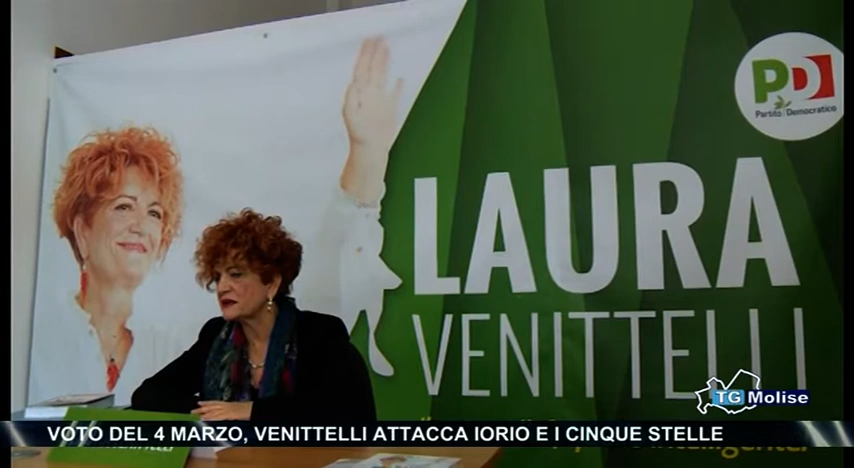 PD
Partito Democratico
LAURA
VENITTELLI
TG Molise
VOTO DEL 4 MARZO, VENITTELLI ATTACCA IORIO E I CINQUE STELLE